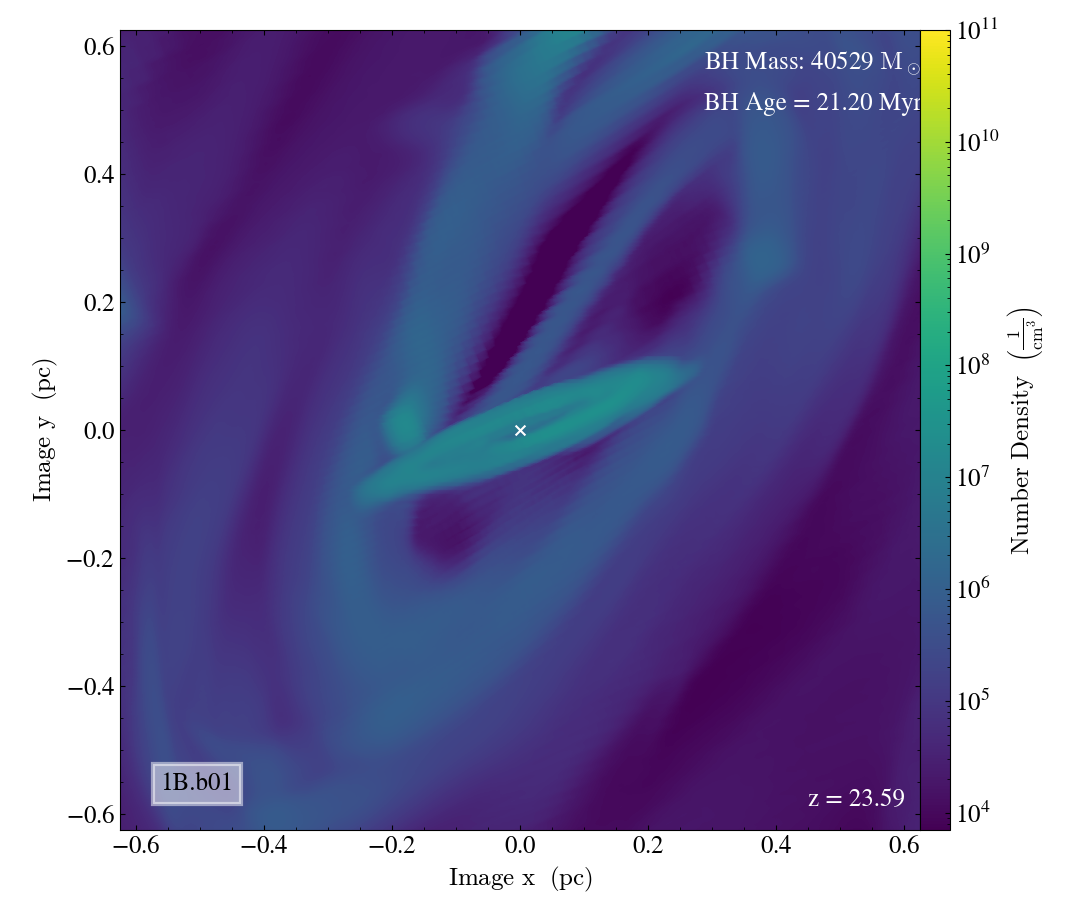 BH Mass: 40529 M☉
BH Age = 21.20 Myr
1B.b01
z = 23.59
0.6
0.4
0.2
0.0
−0.2
−0.4
−0.6
Image y (pc)
−0.6 −0.4 −0.2 0.0 0.2 0.4 0.6
Image x (pc)
10¹¹
10¹⁰
10⁹
10⁸
10⁷
10⁶
10⁵
10⁴
Number Density (1/cm³)